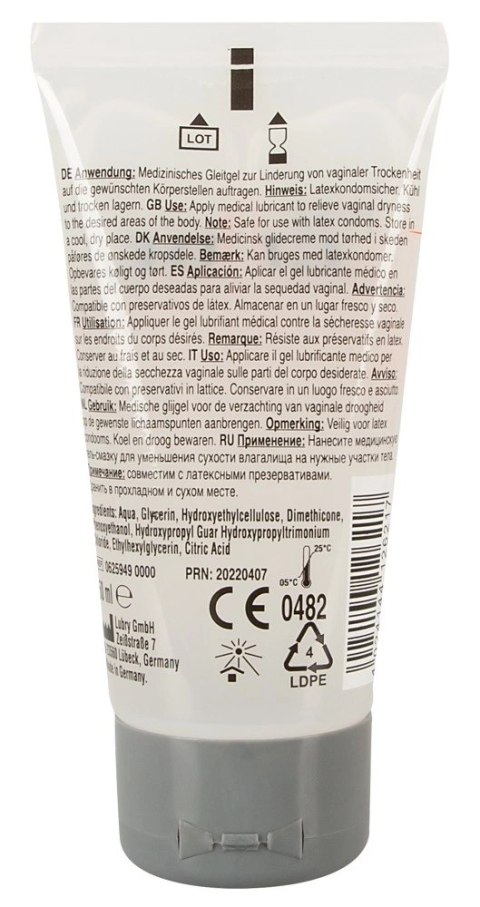 LOT
DE Anwendung: Medizinisches Gleitgel zur Linderung von vaginaler Trockenheit
auf die gewünschten Körperstellen auftragen. Hinweis: Latexkondomsicher. Kühl
und trocken lagern. GB Use: Apply medical lubricant to relieve vaginal dryness
to the desired areas of the body. Note: Safe for use with latex condoms. Store in
a cool, dry place. DK Anvendelse: Medicinsk glidecreme mod tørhed i skeden
påføres de ønskede kropsdele. Bemærk: Kan bruges med latexkondomer.
Opbevares køligt og tørt. ES Aplicación: Aplicar el gel lubricante médico en
las partes del cuerpo deseadas para aliviar la sequedad vaginal. Advertencia:
Compatible con preservativos de látex. Almacenar en un lugar fresco y seco.
FR Utilisation: Appliquer le gel lubrifiant médical contre la sécheresse vaginale
sur les endroits du corps désirés. Remarque: Résiste aux préservatifs en latex.
Conserver au frais et au sec. IT Uso: Applicare il gel lubrificante medico per
la riduzione della secchezza vaginale sulle parti del corpo desiderate. Avviso:
Compatibile con preservativi in lattice. Conservare in un luogo fresco e asciutto.
NL Gebruik: Medische glijgel voor de verzachting van vaginale droogheid
op de gewenste lichaamspunten aanbrengen. Opmerking: Veilig voor latex
condooms. Koel en droog bewaren. RU Применение: Нанесите медицинскую
гель-смазку для уменьшения сухости влагалища на нужные участки тела.
Примечание: совместим с латексными презервативами.
Хранить в прохладном и сухом месте.
Ingredients: Aqua, Glycerin, Hydroxyethylcellulose, Dimethicone,
Phenoxyethanol, Hydroxypropyl Guar Hydroxypropyltrimonium
Chloride, Ethylhexylglycerin, Citric Acid
0625949 0000
PRN: 20220407
25°C
05°C
ml e
CE 0482
Lubry GmbH
Zeißstraße 7
Lübeck, Germany
Made in Germany.
4
LDPE